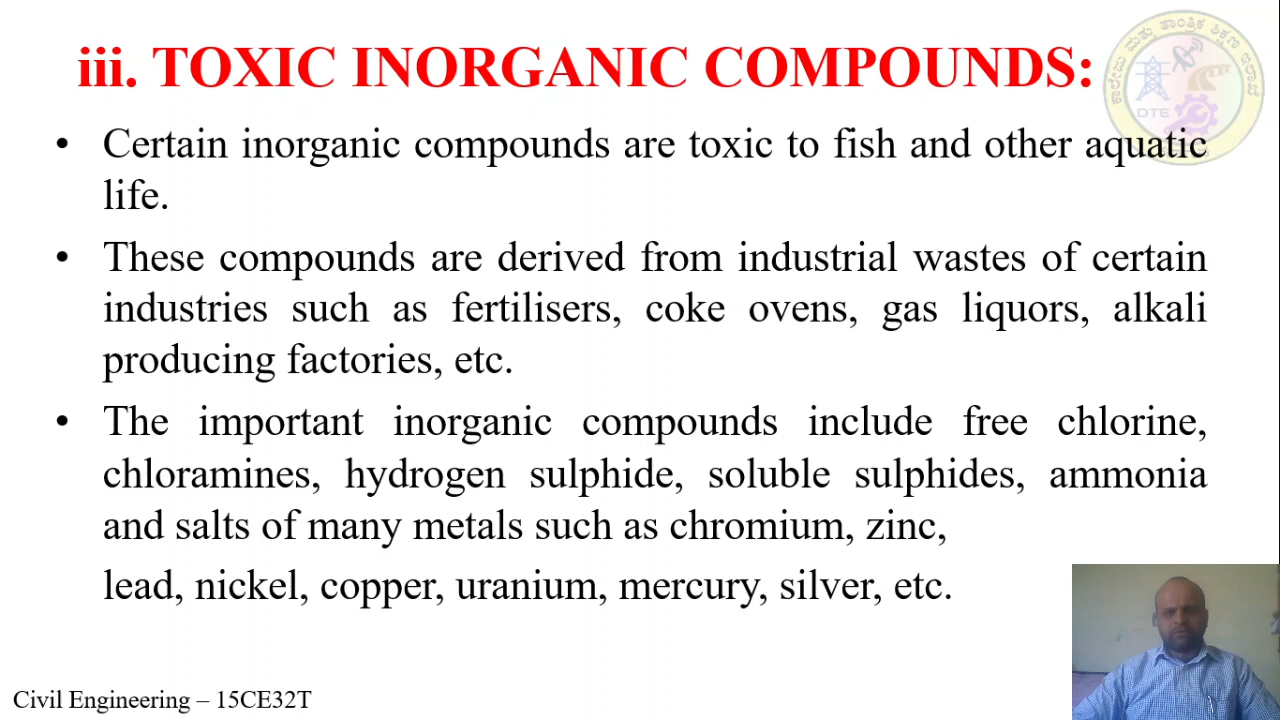 iii. TOXIC INORGANIC COMPOUNDS:
ಕಾಲೇಜು ಮತ್ತು ತಾಂತ್ರಿಕ ಶಿಕ್ಷಣ ಇಲಾಖೆ
DTE
• Certain inorganic compounds are toxic to fish and other aquatic
life.
• These compounds are derived from industrial wastes of certain
industries such as fertilisers, coke ovens, gas liquors, alkali
producing factories, etc.
• The important inorganic compounds include free chlorine,
chloramines, hydrogen sulphide, soluble sulphides, ammonia
and salts of many metals such as chromium, zinc,
lead, nickel, copper, uranium, mercury, silver, etc.
Civil Engineering – 15CE32T